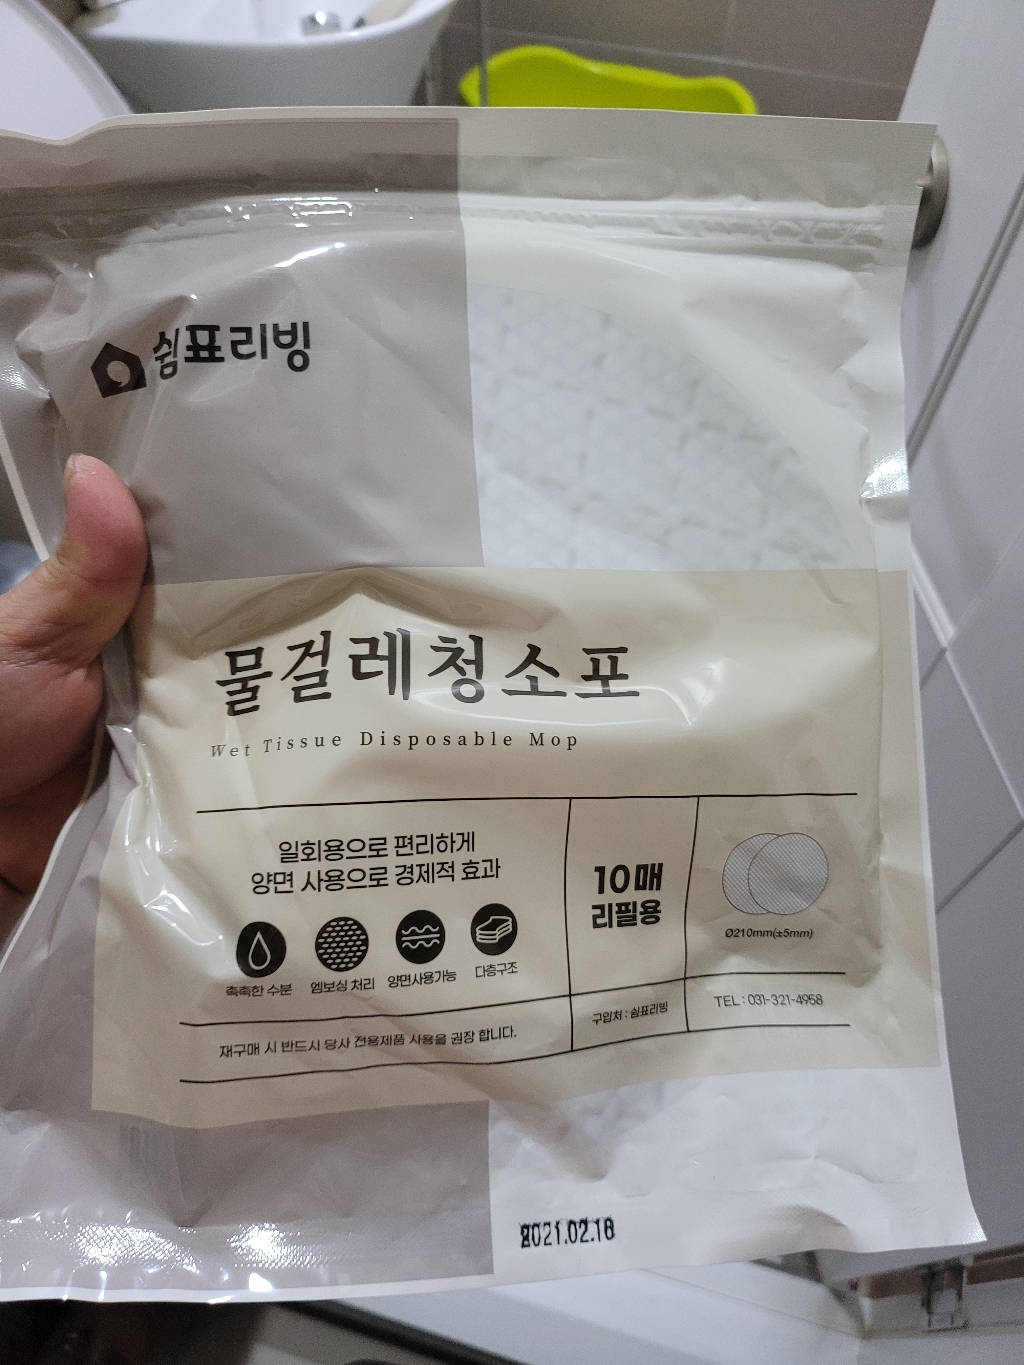 쉼표리빙
물걸레청소포
Wet Tissue Disposable Mop
일회용으로 편리하게
양면 사용으로 경제적 효과
촉촉한 수분
엠보싱 처리
양면사용가능
다층구조
10매
리필용
Ø210mm(±5mm)
재구매 시 반드시 당사 전용제품 사용을 권장 합니다.
구입처 : 쉼표리빙
TEL : 031-321-4958
2021.02.18